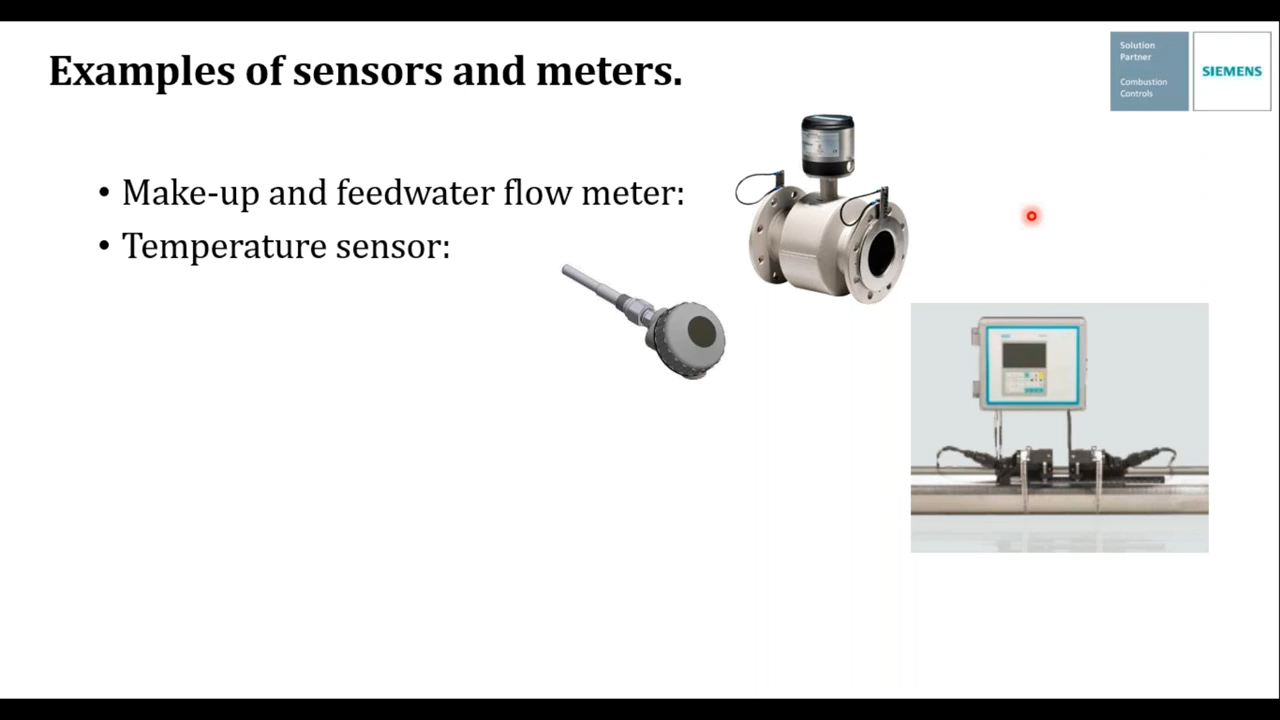 Examples of sensors and meters.
Solution
Partner
Combustion
Controls
SIEMENS
• Make-up and feedwater flow meter:
• Temperature sensor: